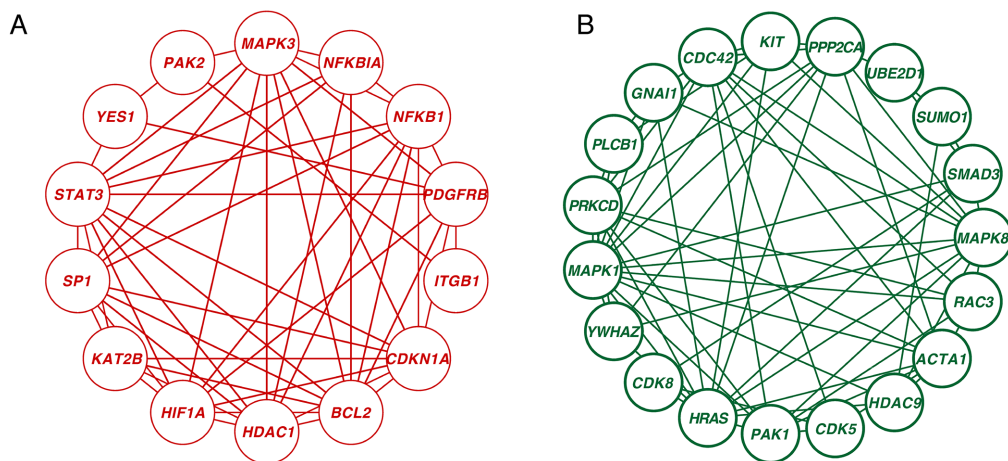 A
MAPK3
NFKBIA
NFKB1
PDGFRB
ITGB1
CDKN1A
BCL2
HDAC1
HIF1A
KAT2B
SP1
STAT3
YES1
PAK2
B
KIT
PPP2CA
UBE2D1
SUMO1
SMAD3
MAPK8
RAC3
ACTA1
HDAC9
CDK5
PAK1
HRAS
CDK8
YWHAZ
MAPK1
PRKCD
PLCB1
GNAI1
CDC42